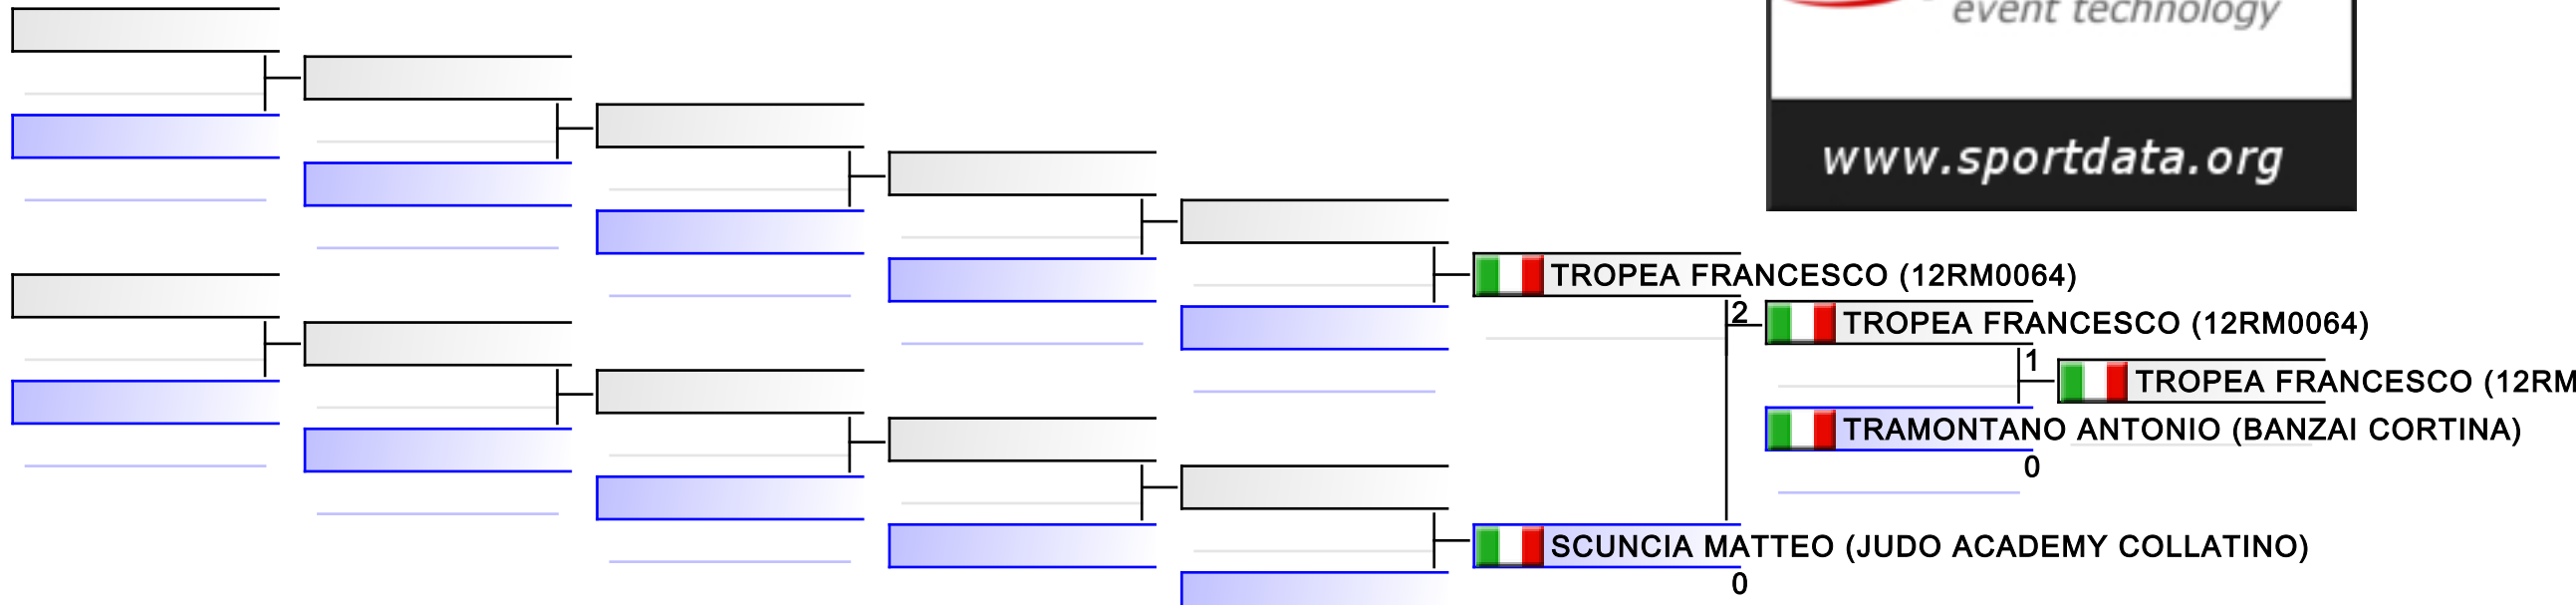 event technology
www.sportdata.org
TROPEA FRANCESCO (12RM0064)
2
TROPEA FRANCESCO (12RM0064)
1
TROPEA FRANCESCO (12RM
TRAMONTANO ANTONIO (BANZAI CORTINA)
0
SCUNCIA MATTEO (JUDO ACADEMY COLLATINO)
0